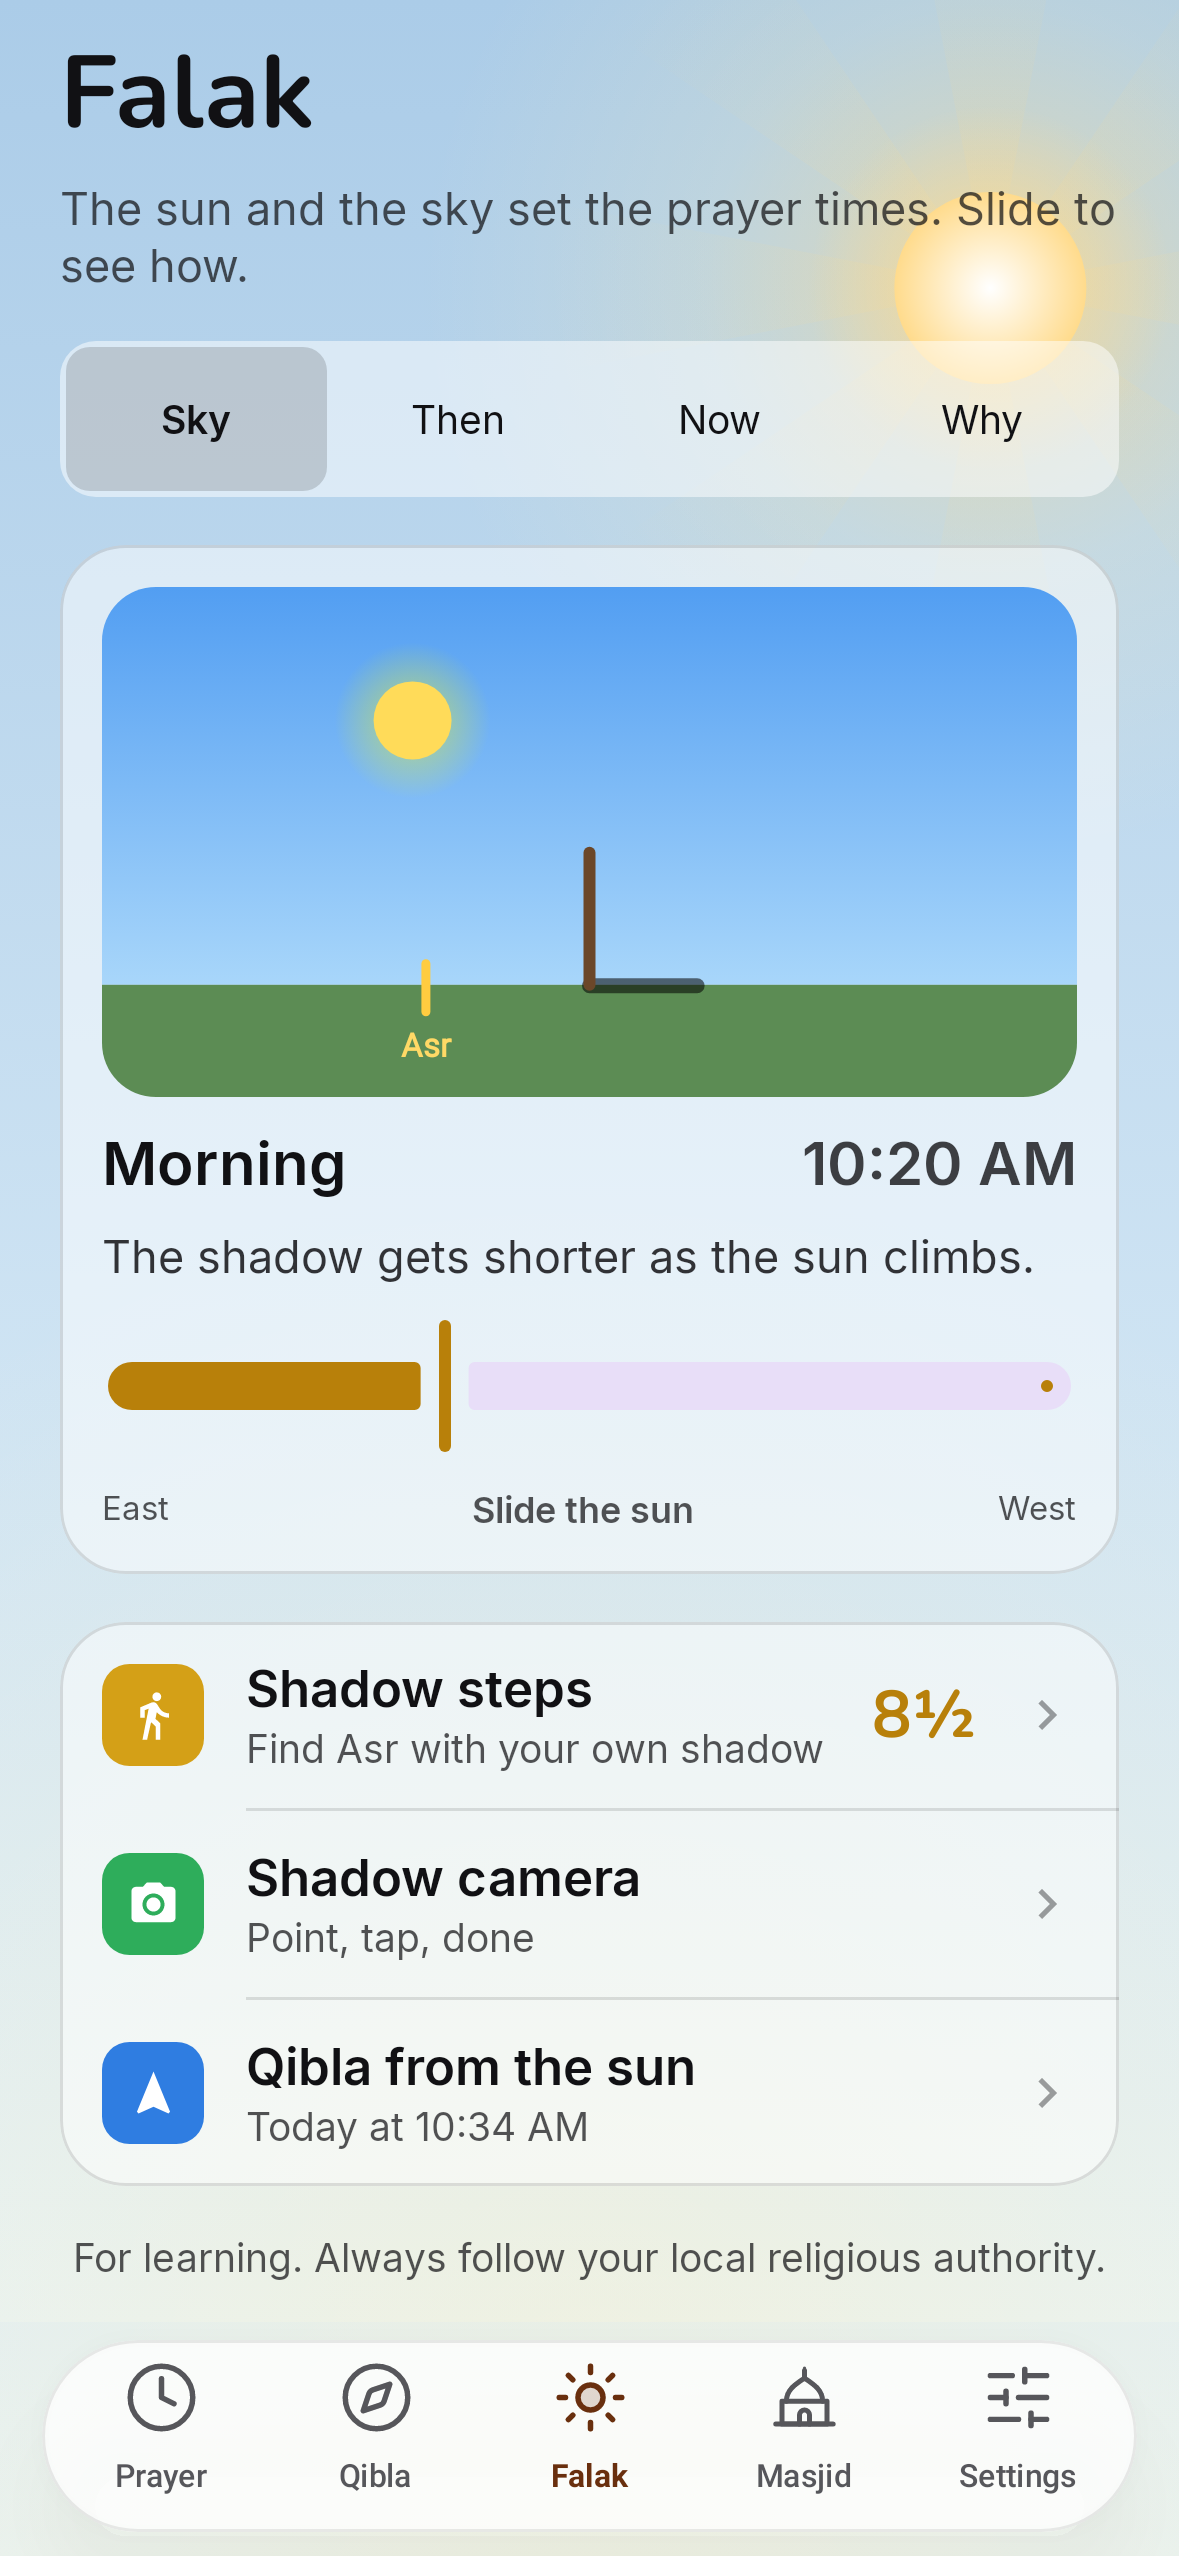 Falak
The sun and the sky set the prayer times. Slide to
see how.
Sky
Then
Now
Why
Asr
Morning
10:20 AM
The shadow gets shorter as the sun climbs.
East
Slide the sun
West
Shadow steps
Find Asr with your own shadow
8½
Shadow camera
Point, tap, done
Qibla from the sun
Today at 10:34 AM
For learning. Always follow your local religious authority.
Prayer
Qibla
Falak
Masjid
Settings